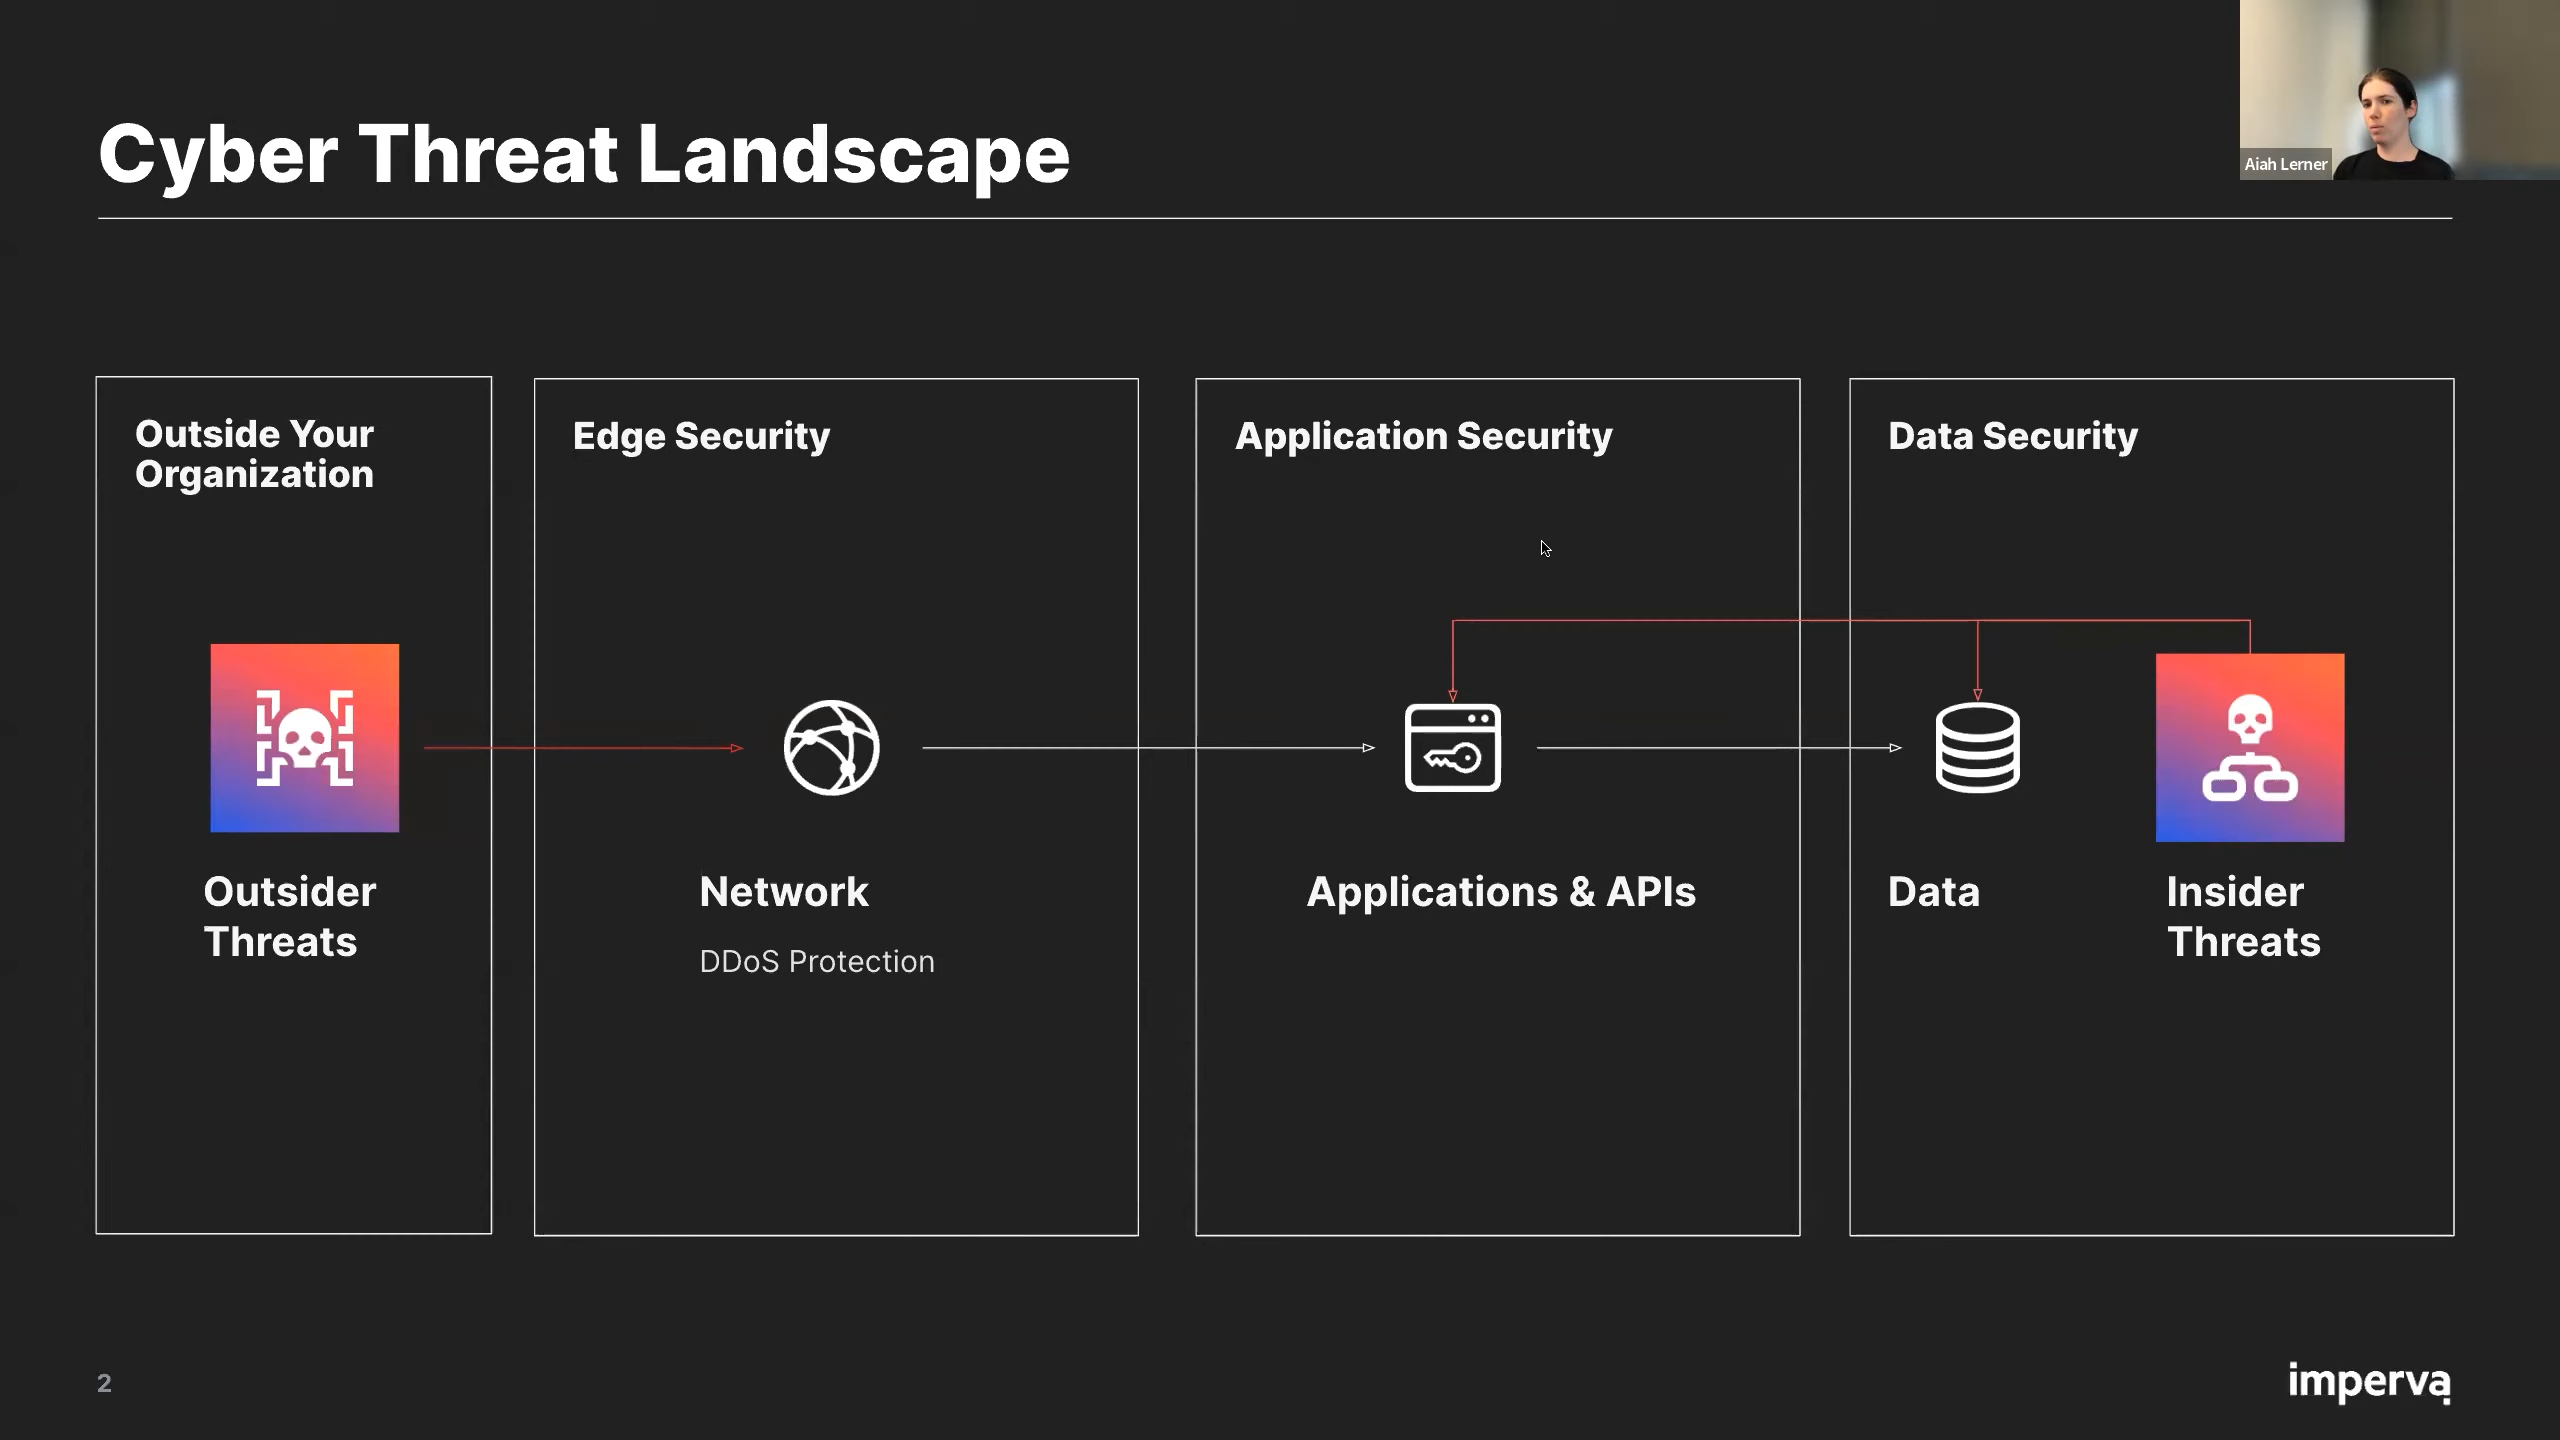 Cyber Threat Landscape
Aiah Lerner
Outside Your
Organization
Outsider
Threats
Edge Security
Network
DDoS Protection
Application Security
Applications & APIs
Data Security
Data
Insider
Threats
2
imperva